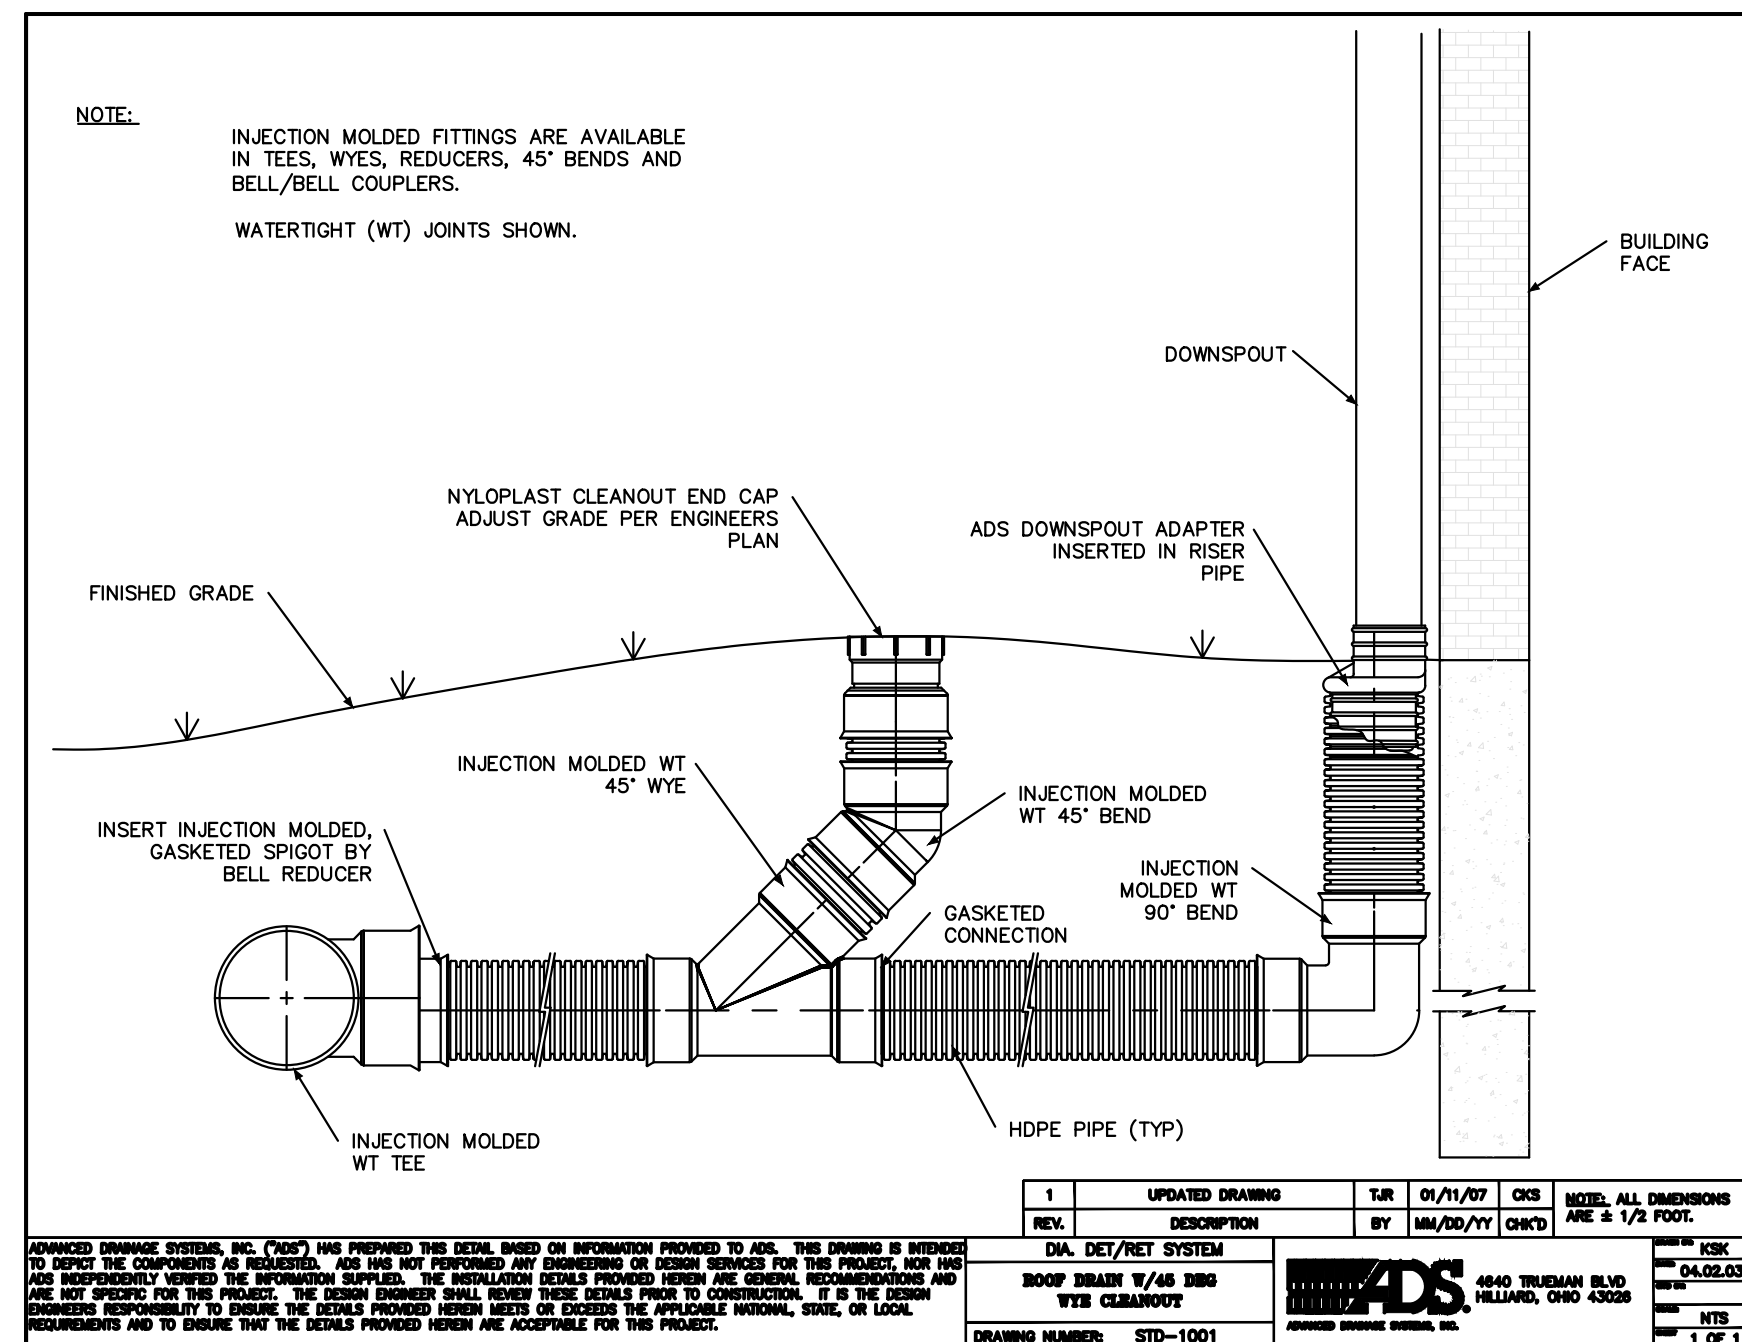 NOTE:
INJECTION MOLDED FITTINGS ARE AVAILABLE
IN TEES, WYES, REDUCERS, 45° BENDS AND
BELL/BELL COUPLERS.
WATERTIGHT (WT) JOINTS SHOWN.
BUILDING
FACE
DOWNSPOUT
NYLOPLAST CLEANOUT END CAP
ADJUST GRADE PER ENGINEERS
PLAN
ADS DOWNSPOUT ADAPTER
INSERTED IN RISER
PIPE
FINISHED GRADE
INJECTION MOLDED WT
45° WYE
INJECTION MOLDED
WT 45° BEND
INSERT INJECTION MOLDED,
GASKETED SPIGOT BY
BELL REDUCER
INJECTION
MOLDED WT
90° BEND
GASKETED
CONNECTION
HDPE PIPE (TYP)
INJECTION MOLDED
WT TEE
1 UPDATED DRAWING TJR 01/11/07 CKS
REV. DESCRIPTION BY MM/DD/YY CHK'D
NOTE: ALL DIMENSIONS
ARE ± 1/2 FOOT.
ADVANCED DRAINAGE SYSTEMS, INC. ("ADS") HAS PREPARED THIS DETAIL BASED ON INFORMATION PROVIDED TO ADS. THIS DRAWING IS INTENDED
TO DEPICT THE COMPONENTS AS REQUESTED. ADS HAS NOT PERFORMED ANY ENGINEERING OR DESIGN SERVICES FOR THIS PROJECT, NOR HAS
ADS INDEPENDENTLY VERIFIED THE INFORMATION SUPPLIED. THE INSTALLATION DETAILS PROVIDED HEREIN ARE GENERAL RECOMMENDATIONS AND
ARE NOT SPECIFIC FOR THIS PROJECT. THE DESIGN ENGINEER SHALL REVIEW THESE DETAILS PRIOR TO CONSTRUCTION. IT IS THE DESIGN
ENGINEERS RESPONSIBILITY TO ENSURE THE DETAILS PROVIDED HEREIN MEETS OR EXCEEDS THE APPLICABLE NATIONAL, STATE, OR LOCAL
REQUIREMENTS AND TO ENSURE THAT THE DETAILS PROVIDED HEREIN ARE ACCEPTABLE FOR THIS PROJECT.
DIA. DET/RET SYSTEM
ROOF DRAIN W/45 DEG
WYE CLEANOUT
DRAWING NUMBER: STD-1001
ADS
ADVANCED DRAINAGE SYSTEMS, INC.
4640 TRUEMAN BLVD
HILLIARD, OHIO 43026
KSK
04.02.03
NTS
1 OF 1